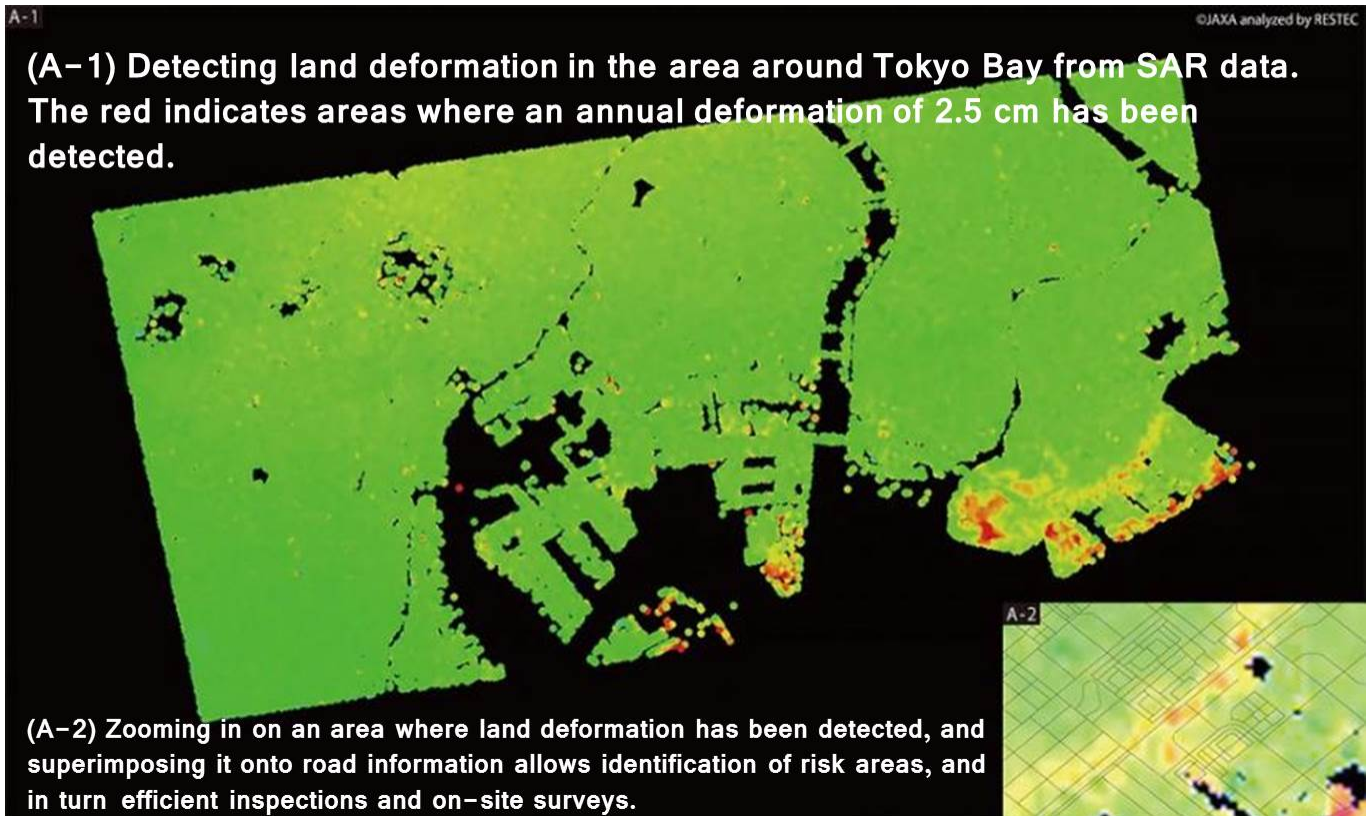 A-1
©JAXA analyzed by RESTEC
(A-1) Detecting land deformation in the area around Tokyo Bay from SAR data.
The red indicates areas where an annual deformation of 2.5 cm has been
detected.
A-2
(A-2) Zooming in on an area where land deformation has been detected, and
superimposing it onto road information allows identification of risk areas, and
in turn efficient inspections and on-site surveys.